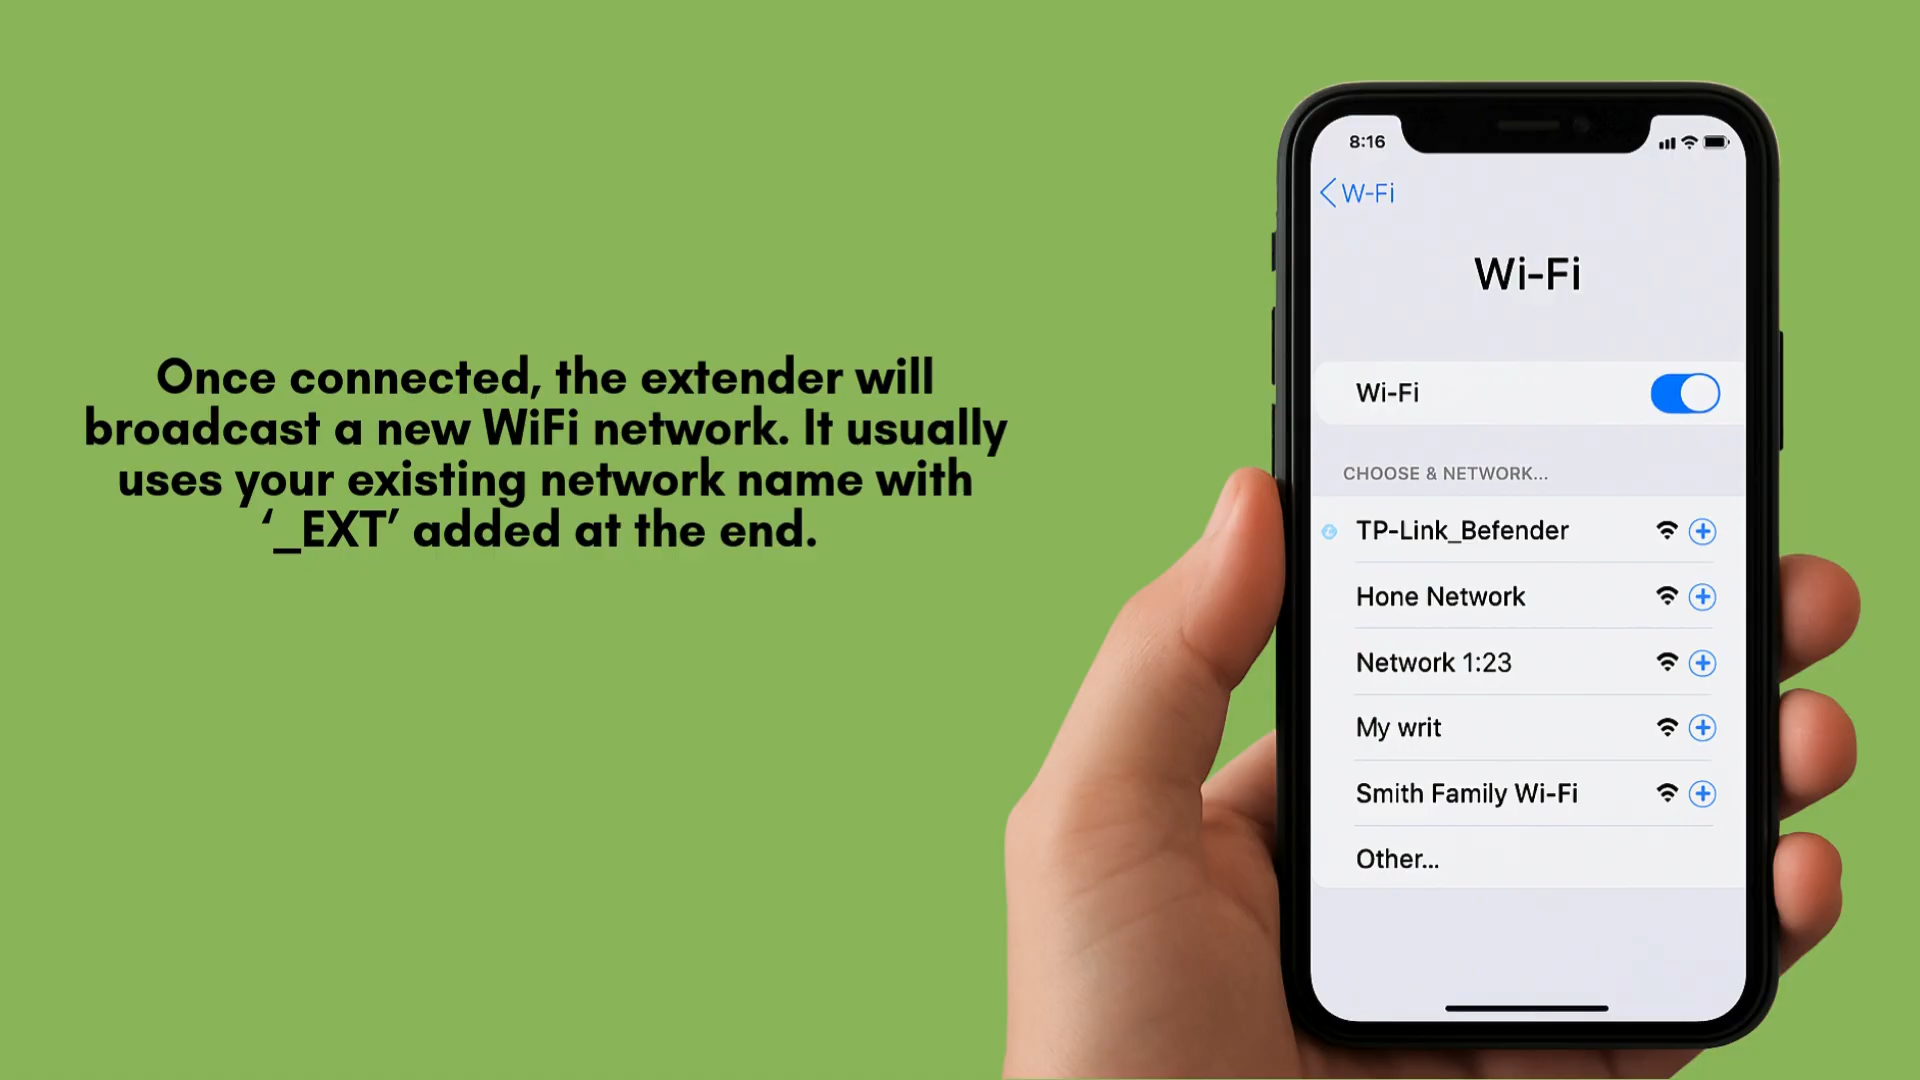 Once connected, the extender will
broadcast a new WiFi network. It usually
uses your existing network name with
‘_EXT’ added at the end.
8:16
W-Fi
Wi-Fi
Wi-Fi
CHOOSE & NETWORK...
TP-Link_Befender
Hone Network
Network 1:23
My writ
Smith Family Wi-Fi
Other...